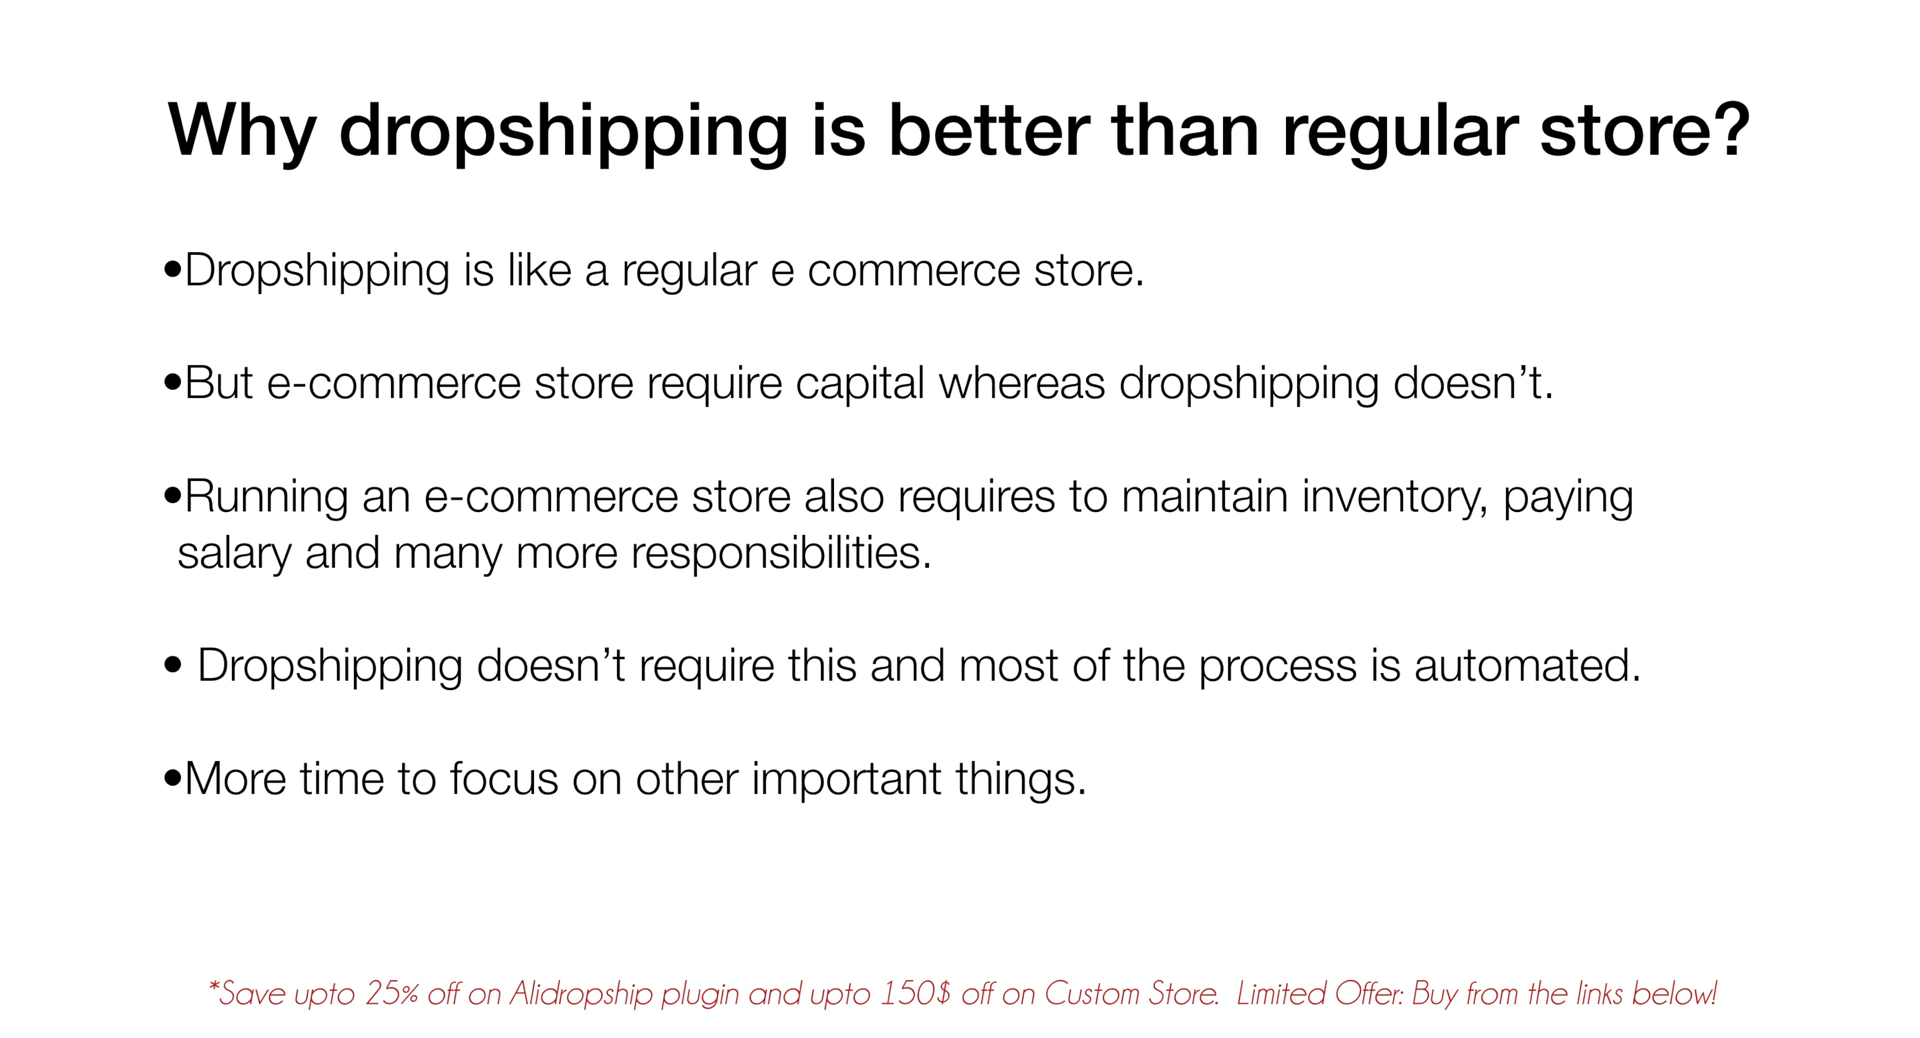 Why dropshipping is better than regular store?
•Dropshipping is like a regular e commerce store.
•But e-commerce store require capital whereas dropshipping doesn’t.
•Running an e-commerce store also requires to maintain inventory, paying
salary and many more responsibilities.
• Dropshipping doesn’t require this and most of the process is automated.
•More time to focus on other important things.
*Save upto 25% off on Alidropship plugin and upto 150$ off on Custom Store.  Limited Offer: Buy from the links below!